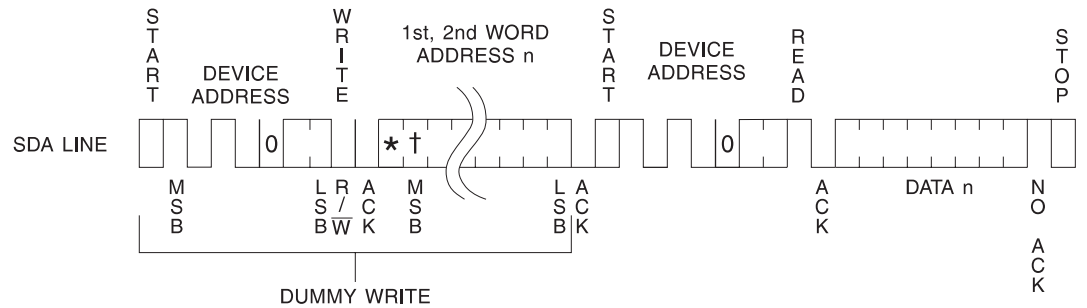 START
WRITE
1st, 2nd WORD
ADDRESS n
START
DEVICE
ADDRESS
READ
STOP
DEVICE
ADDRESS
SDA LINE
0
* †
0
MSB
LSB
R/W̅
ACK
MSB
LSB
ACK
ACK
DATA n
NO ACK
DUMMY WRITE